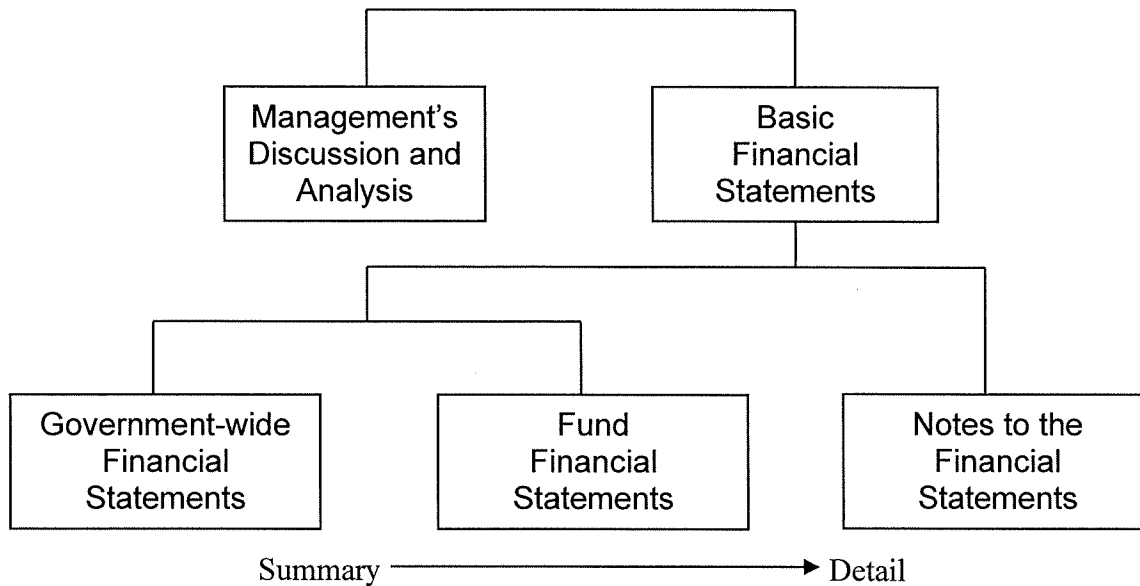 Management's
Discussion and
Analysis
Basic
Financial
Statements
Government-wide
Financial
Statements
Fund
Financial
Statements
Notes to the
Financial
Statements
Summary
Detail